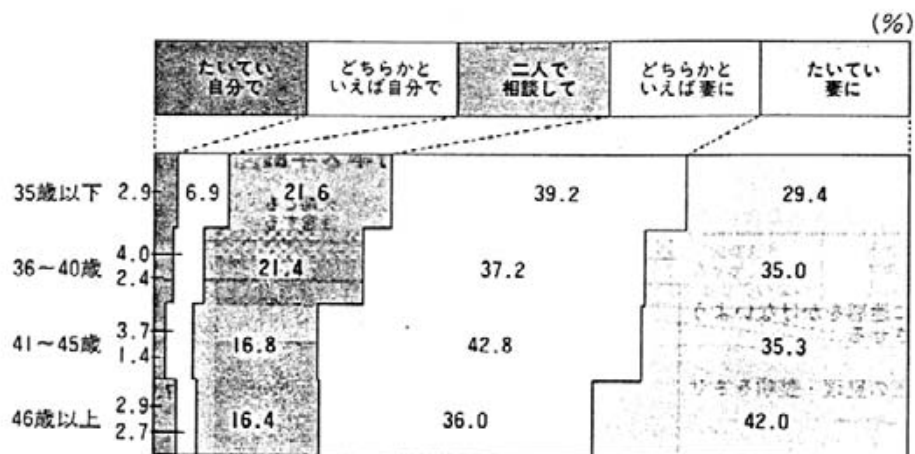 (%)
たいてい
自分で
どちらかと
いえば自分で
二人で
相談して
どちらかと
いえば妻に
たいてい
妻に
35歳以下 2.9 6.9 21.6 39.2 29.4
4.0
36～40歳 21.4 37.2 35.0
2.4
3.7
41～45歳 16.8 42.8 35.3
1.4
2.9
46歳以上 16.4 36.0 42.0
2.7